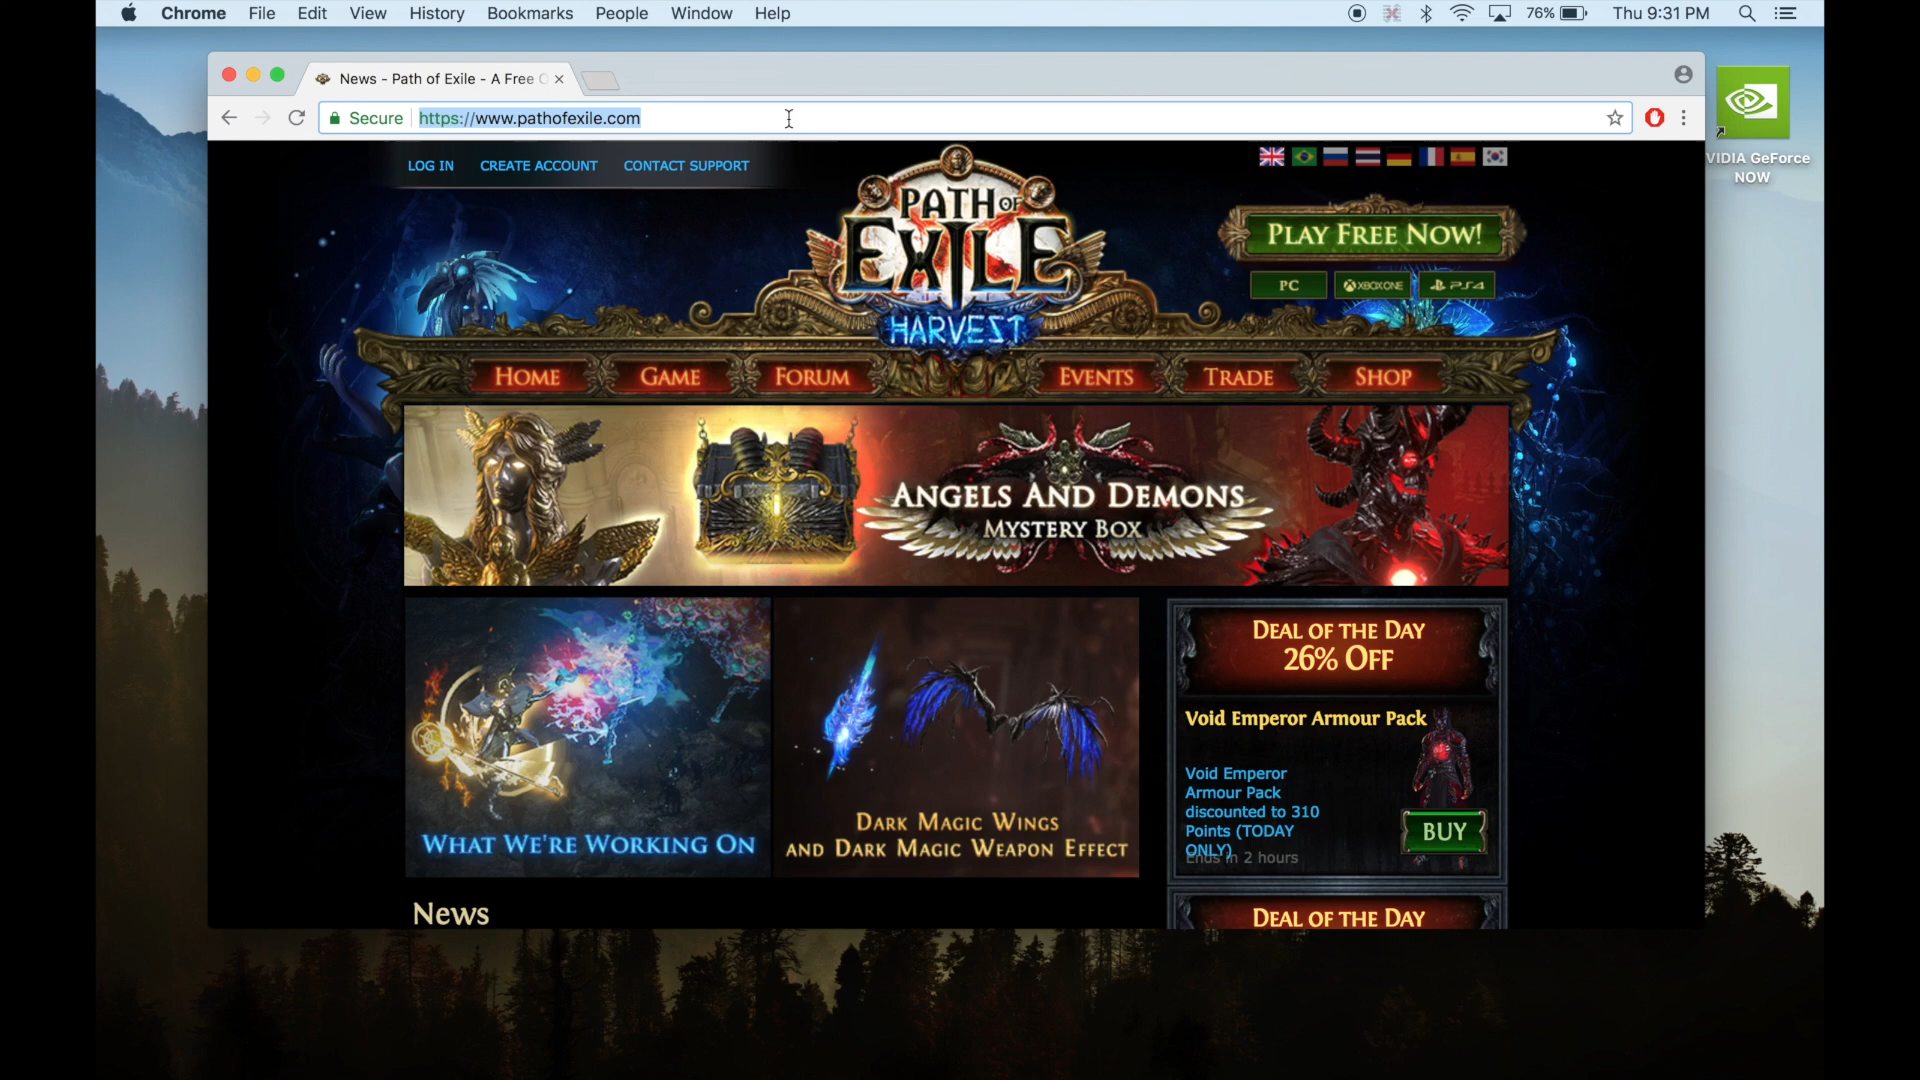 Chrome File Edit View History Bookmarks People Window Help
76% Thu 9:31 PM
News - Path of Exile - A Free O
Secure https://www.pathofexile.com
VIDIA GeForce
NOW
LOG IN CREATE ACCOUNT CONTACT SUPPORT
PATH OF
EXILE
HARVEST
PLAY FREE NOW!
PC XBOX ONE PS4
HOME GAME FORUM EVENTS TRADE SHOP
ANGELS AND DEMONS
MYSTERY BOX
WHAT WE'RE WORKING ON
DARK MAGIC WINGS
AND DARK MAGIC WEAPON EFFECT
DEAL OF THE DAY
26% OFF
Void Emperor Armour Pack
Void Emperor
Armour Pack
discounted to 310
Points (TODAY
ONLY)
Ends in 2 hours
BUY
News
DEAL OF THE DAY